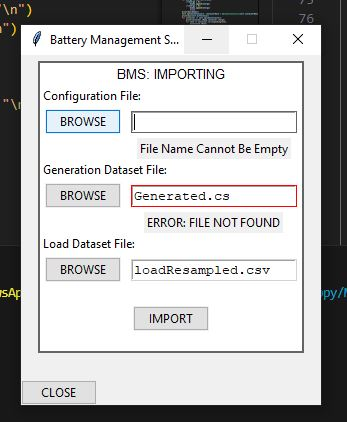 /n")
75
\n")
76
Battery Management S...
BMS: IMPORTING
Configuration File:
BROWSE
File Name Cannot Be Empty
Generation Dataset File:
BROWSE Generated.cs
ERROR: FILE NOT FOUND
Load Dataset File:
BROWSE loadResampled.csv
IMPORT
CLOSE